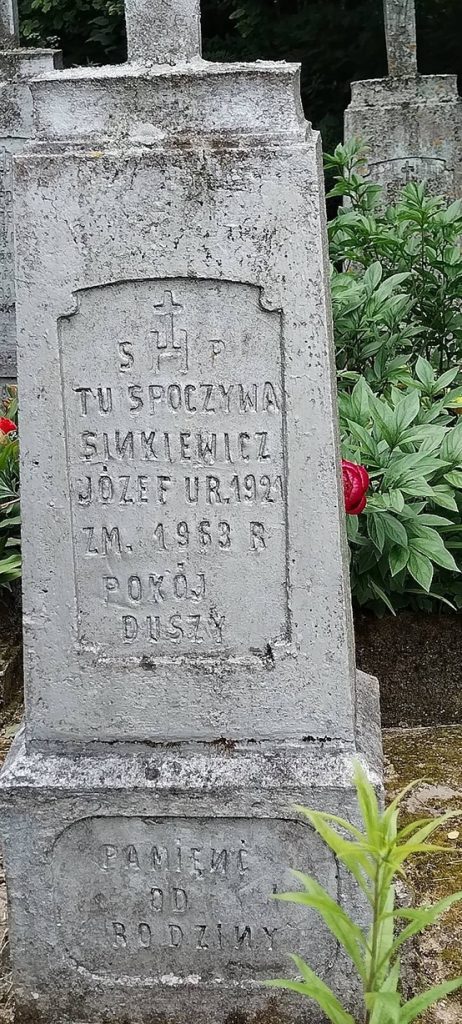 S P
TU SPOCZYWA
SINKIEWICZ
JÓZEF UR. 1921
ZM. 1963 R
POKÓJ
DUSZY
PAMIĘNĆ
OD
RODZINY